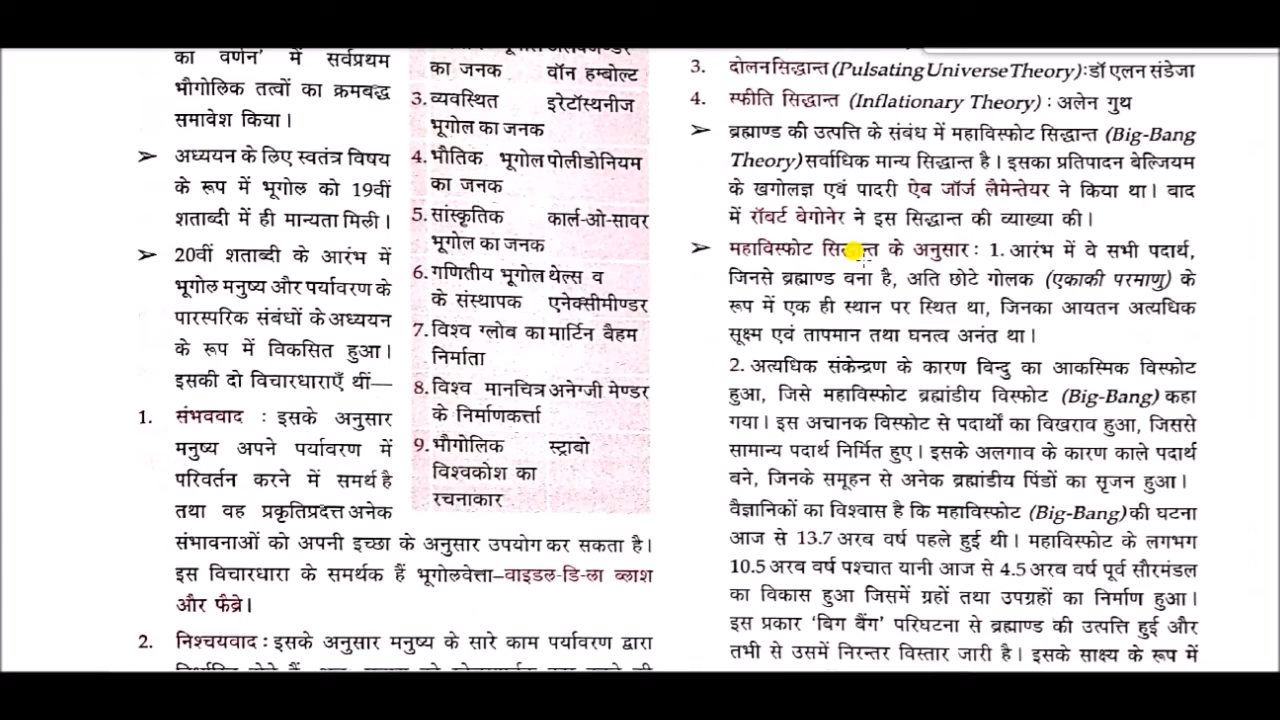 का वर्णन’ में सर्वप्रथम
भौगोलिक तत्वों का क्रमबद्ध
समावेश किया।
➢ अध्ययन के लिए स्वतंत्र विषय
के रूप में भूगोल को 19वीं
शताब्दी में ही मान्यता मिली।
➢ 20वीं शताब्दी के आरंभ में
भूगोल मनुष्य और पर्यावरण के
पारस्परिक संबंधों के अध्ययन
के रूप में विकसित हुआ।
इसकी दो विचारधाराएँ थीं—
1. संभववाद : इसके अनुसार
मनुष्य अपने पर्यावरण में
परिवर्तन करने में समर्थ है
तथा वह प्रकृतिप्रदत्त अनेक
संभावनाओं को अपनी इच्छा के अनुसार उपयोग कर सकता है।
इस विचारधारा के समर्थक हैं भूगोलवेत्ता–वाइडल-डि-ला ब्लाश
और फैब्रे।
2. निश्चयवाद : इसके अनुसार मनुष्य के सारे काम पर्यावरण द्वारा
का जनक वॉन हम्बोल्ट
3. व्यवस्थित इरेटॉस्थनीज
भूगोल का जनक
4. भौतिक भूगोल पोलीडोनियम
का जनक
5. सांस्कृतिक कार्ल-ओ-सावर
भूगोल का जनक
6. गणितीय भूगोल थेल्स व
के संस्थापक एनेक्सीमीण्डर
7. विश्व ग्लोब का मार्टिन वैहम
निर्माता
8. विश्व मानचित्र अनेग्जी मेण्डर
के निर्माणकर्त्ता
9. भौगोलिक स्ट्राबो
विश्वकोश का
रचनाकार
3. दोलन सिद्धान्त (Pulsating Universe Theory) : डॉ एलन संडेजा
4. स्फीति सिद्धान्त (Inflationary Theory) : अलेन गुथ
➢ ब्रह्माण्ड की उत्पत्ति के संबंध में महाविस्फोट सिद्धान्त (Big-Bang
Theory) सर्वाधिक मान्य सिद्धान्त है। इसका प्रतिपादन बेल्जियम
के खगोलज्ञ एवं पादरी ऐब जॉर्ज लैमेन्तेयर ने किया था। बाद
में रॉबर्ट वेगोनेर ने इस सिद्धान्त की व्याख्या की।
➢ महाविस्फोट सिद्धान्त के अनुसार : 1. आरंभ में वे सभी पदार्थ,
जिनसे ब्रह्माण्ड बना है, अति छोटे गोलक (एकाकी परमाणु) के
रूप में एक ही स्थान पर स्थित था, जिनका आयतन अत्यधिक
सूक्ष्म एवं तापमान तथा घनत्व अनंत था।
2. अत्यधिक संकेन्द्रण के कारण बिन्दु का आकस्मिक विस्फोट
हुआ, जिसे महाविस्फोट ब्रह्मांडीय विस्फोट (Big-Bang) कहा
गया। इस अचानक विस्फोट से पदार्थों का बिखराव हुआ, जिससे
सामान्य पदार्थ निर्मित हुए। इसके अलगाव के कारण काले पदार्थ
बने, जिनके समूहन से अनेक ब्रह्मांडीय पिंडों का सृजन हुआ।
वैज्ञानिकों का विश्वास है कि महाविस्फोट (Big-Bang) की घटना
आज से 13.7 अरब वर्ष पहले हुई थी। महाविस्फोट के लगभग
10.5 अरब वर्ष पश्चात यानी आज से 4.5 अरब वर्ष पूर्व सौरमंडल
का विकास हुआ जिसमें ग्रहों तथा उपग्रहों का निर्माण हुआ।
इस प्रकार ‘बिग बैंग’ परिघटना से ब्रह्माण्ड की उत्पत्ति हुई और
तभी से उसमें निरन्तर विस्तार जारी है। इसके साक्ष्य के रूप में